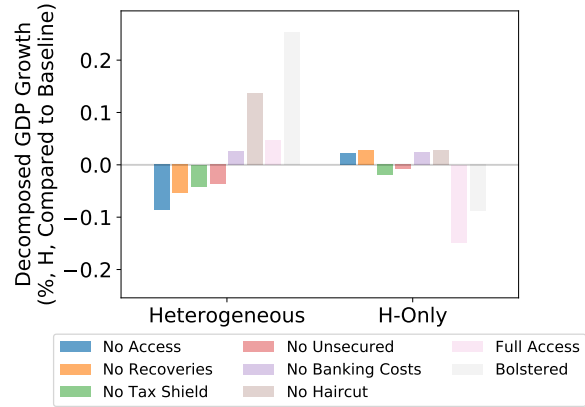 Decomposed GDP Growth
(%, H, Compared to Baseline)
0.2
0.1
0.0
−0.1
−0.2
Heterogeneous H-Only
No Access No Unsecured Full Access
No Recoveries No Banking Costs Bolstered
No Tax Shield No Haircut